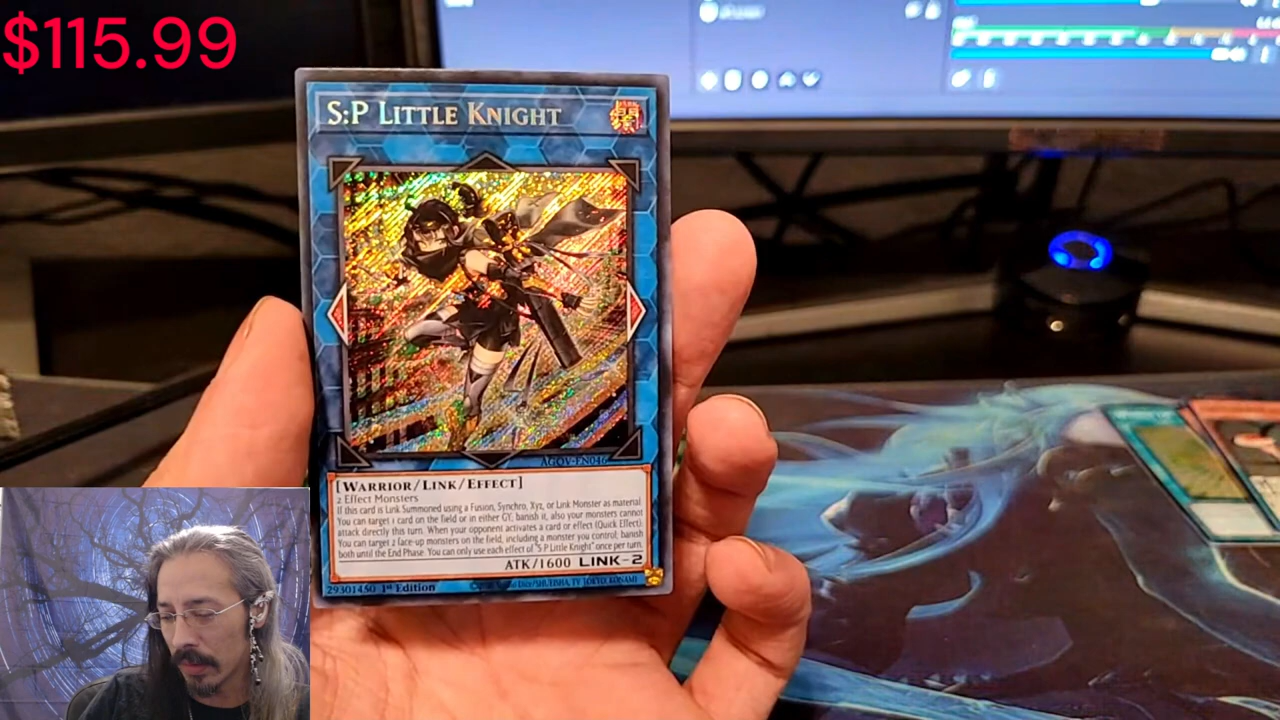 $115.99
S:P LITTLE KNIGHT
AGOV-EN046
[WARRIOR/LINK/EFFECT]
2 Effect Monsters
If this card is Link Summoned using a Fusion, Synchro, Xyz, or Link Monster as material:
You can target 1 card on the field or in either GY; banish it, also your monsters cannot
attack directly this turn. When your opponent activates a card or effect (Quick Effect):
You can target 2 face-up monsters on the field, including a monster you control; banish
both until the End Phase. You can only use each effect of "S:P Little Knight" once per turn.
ATK/1600 LINK-2
29301450 1st Edition
SHUEISHA, TV TOKYO, KONAMI